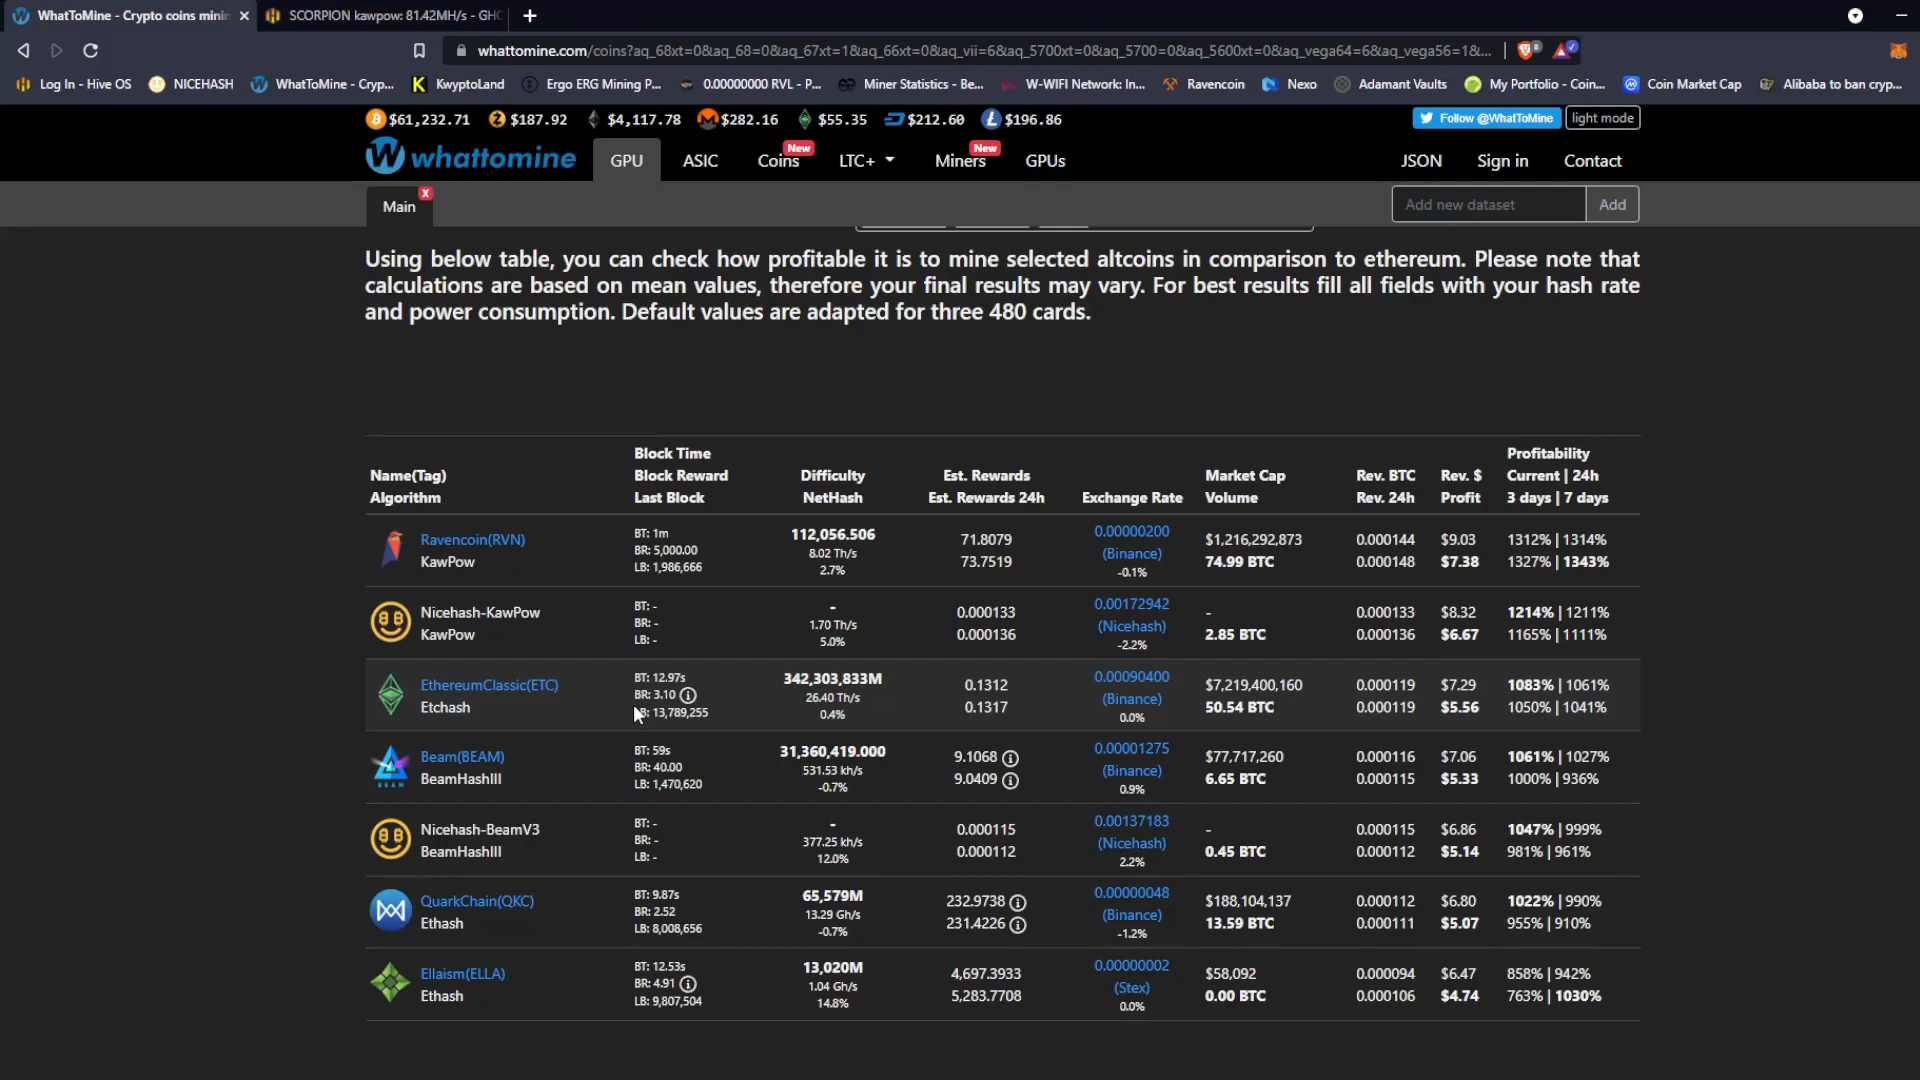 WhatToMine - Crypto coins minin
SCORPION kawpow: 81.42MH/s - GHO
whattomine.com/coins?aq_68xt=0&aq_68=0&aq_67xt=1&aq_66xt=0&aq_vii=6&aq_5700xt=0&aq_5700=0&aq_5600xt=0&aq_vega64=6&aq_vega56=1&...
Log In - Hive OS NICEHASH WhatToMine - Cryp... KwyptoLand Ergo ERG Mining P... 0.00000000 RVL - P... Miner Statistics - Be... W-WIFI Network: In... Ravencoin Nexo Adamant Vaults My Portfolio - Coin... Coin Market Cap Alibaba to ban cryp...
$61,232.71 $187.92 $4,117.78 $282.16 $55.35 $212.60 $196.86
Follow @WhatToMine light mode
whattomine GPU ASIC Coins New LTC+ Miners New GPUs JSON Sign in Contact
Main x Add new dataset Add
Using below table, you can check how profitable it is to mine selected altcoins in comparison to ethereum. Please note that
calculations are based on mean values, therefore your final results may vary. For best results fill all fields with your hash rate
and power consumption. Default values are adapted for three 480 cards.
Block Time Profitability
Name(Tag) Block Reward Difficulty Est. Rewards Market Cap Rev. BTC Rev. $ Current | 24h
Algorithm Last Block NetHash Est. Rewards 24h Exchange Rate Volume Rev. 24h Profit 3 days | 7 days
Ravencoin(RVN) BT: 1m 112,056.506 71.8079 0.00000200 $1,216,292,873 0.000144 $9.03 1312% | 1314%
KawPow BR: 5,000.00 8.02 Th/s 73.7519 (Binance) 74.99 BTC 0.000148 $7.38 1327% | 1343%
LB: 1,986,666 2.7% -0.1%
Nicehash-KawPow BT: - - 0.000133 0.00172942 - 0.000133 $8.32 1214% | 1211%
KawPow BR: - 1.70 Th/s 0.000136 (Nicehash) 2.85 BTC 0.000136 $6.67 1165% | 1111%
LB: - 5.0% -2.2%
EthereumClassic(ETC) BT: 12.97s 342,303,833M 0.1312 0.00090400 $7,219,400,160 0.000119 $7.29 1083% | 1061%
Etchash BR: 3.10 26.40 Th/s 0.1317 (Binance) 50.54 BTC 0.000119 $5.56 1050% | 1041%
B: 13,789,255 0.4% 0.0%
Beam(BEAM) BT: 59s 31,360,419.000 9.1068 0.00001275 $77,717,260 0.000116 $7.06 1061% | 1027%
BeamHashIII BR: 40.00 531.53 kh/s 9.0409 (Binance) 6.65 BTC 0.000115 $5.33 1000% | 936%
LB: 1,470,620 -0.7% 0.9%
BEAM
Nicehash-BeamV3 BT: - - 0.000115 0.00137183 - 0.000115 $6.86 1047% | 999%
BeamHashIII BR: - 377.25 kh/s 0.000112 (Nicehash) 0.45 BTC 0.000112 $5.14 981% | 961%
LB: - 12.0% 2.2%
QuarkChain(QKC) BT: 9.87s 65,579M 232.9738 0.00000048 $188,104,137 0.000112 $6.80 1022% | 990%
Ethash BR: 2.52 13.29 Gh/s 231.4226 (Binance) 13.59 BTC 0.000111 $5.07 955% | 910%
LB: 8,008,656 -0.7% -1.2%
Ellaism(ELLA) BT: 12.53s 13,020M 4,697.3933 0.00000002 $58,092 0.000094 $6.47 858% | 942%
Ethash BR: 4.91 1.04 Gh/s 5,283.7708 (Stex) 0.00 BTC 0.000106 $4.74 763% | 1030%
LB: 9,807,504 14.8% 0.0%